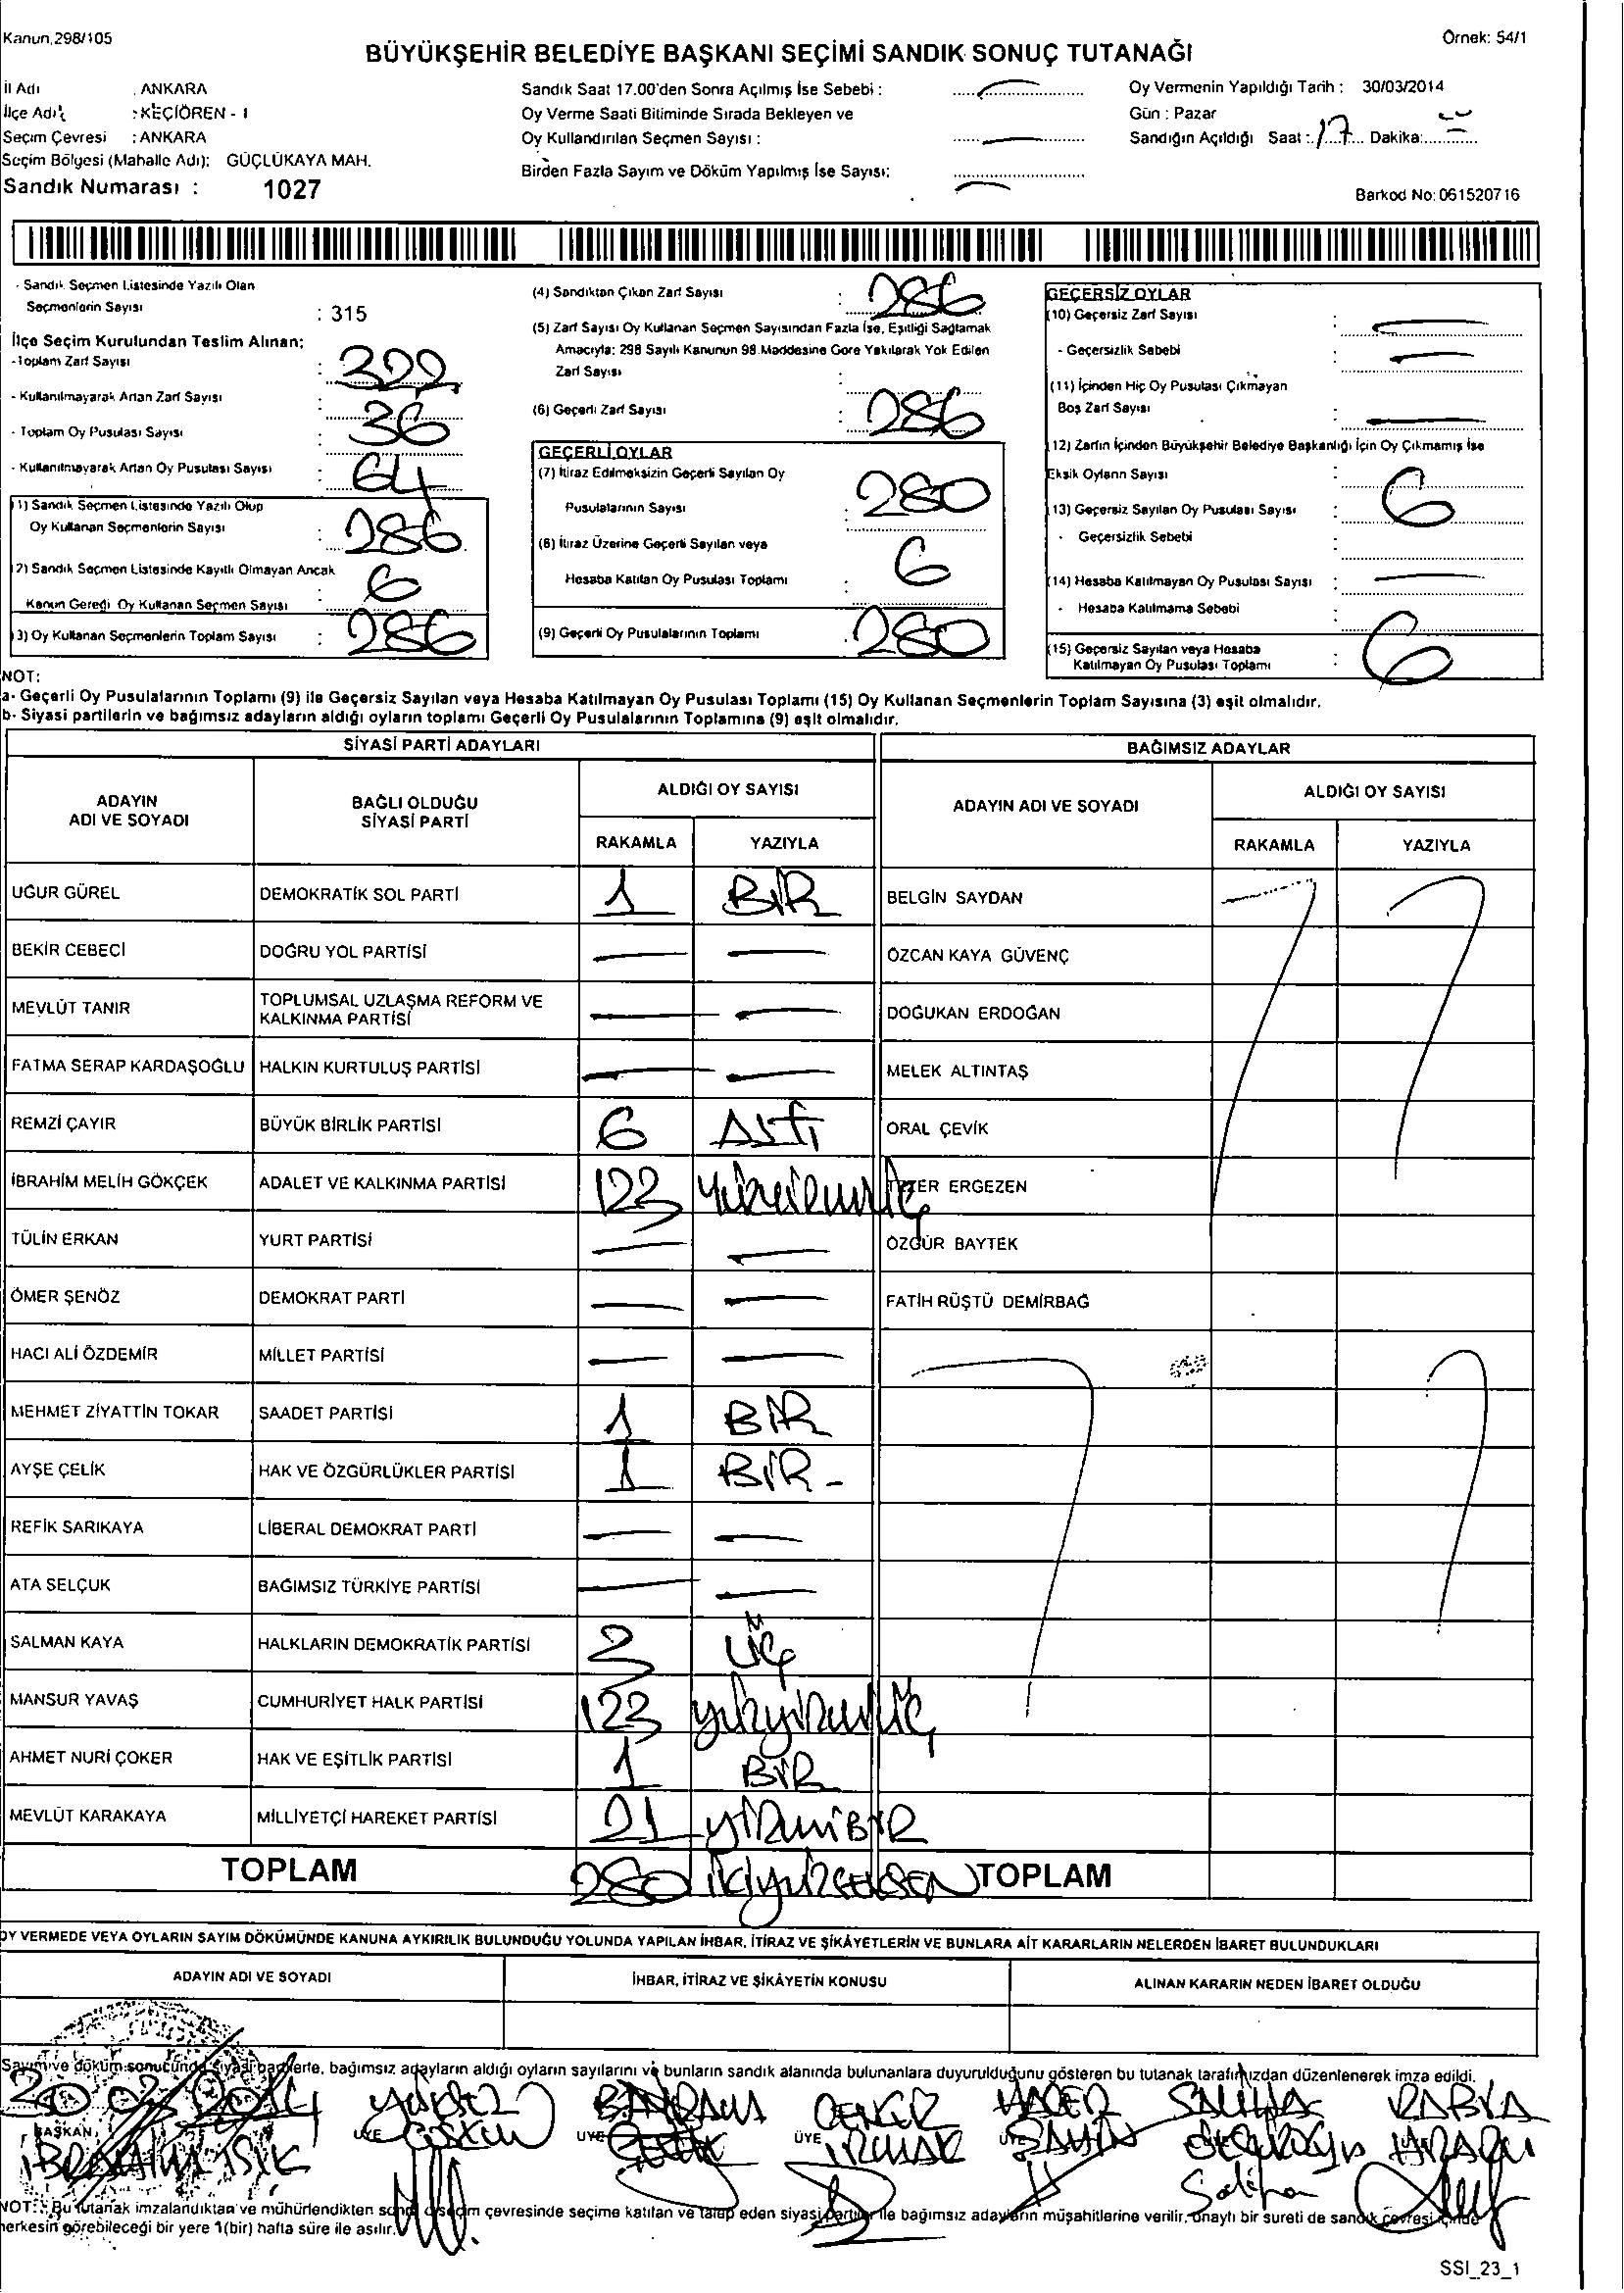 Kanun,298/105
Örnek: 54/1
BÜYÜKŞEHİR BELEDİYE BAŞKANI SEÇİMİ SANDIK SONUÇ TUTANAĞI
İl Adı : ANKARA
İlçe Adı : KEÇİÖREN - 1
Seçim Çevresi : ANKARA
Seçim Bölgesi (Mahalle Adı): GÜÇLÜKAYA MAH.
Sandık Numarası : 1027
Sandık Saat 17.00'den Sonra Açılmış İse Sebebi :
Oy Verme Saati Bitiminde Sırada Bekleyen ve
Oy Kullandırılan Seçmen Sayısı :
Birden Fazla Sayım ve Döküm Yapılmış İse Sayısı:
Oy Vermenin Yapıldığı Tarih : 30/03/2014
Gün : Pazar
Sandığın Açıldığı Saat : 17 Dakika:
Barkod No: 061520716
- Sandık Seçmen Listesinde Yazılı Olan
Seçmenlerin Sayısı : 315
İlçe Seçim Kurulundan Teslim Alınan;
-Toplam Zarf Sayısı : 322
- Kullanılmayarak Artan Zarf Sayısı : 36
- Toplam Oy Pusulası Sayısı :
- Kullanılmayarak Artan Oy Pusulası Sayısı : 64
(1) Sandık Seçmen Listesinde Yazılı Olup
Oy Kullanan Seçmenlerin Sayısı : 286
(2) Sandık Seçmen Listesinde Kayıtlı Olmayan Ancak
Kanun Gereği Oy Kullanan Seçmen Sayısı : 6
(3) Oy Kullanan Seçmenlerin Toplam Sayısı : 286
(4) Sandıktan Çıkan Zarf Sayısı : 286
(5) Zarf Sayısı Oy Kullanan Seçmen Sayısından Fazla İse, Eşitliği Sağlamak
Amacıyla: 298 Sayılı Kanunun 98.Maddesine Göre Yakılarak Yok Edilen
Zarf Sayısı :
(6) Geçerli Zarf Sayısı : 286
GEÇERLİ OYLAR
(7) İtiraz Edilmeksizin Geçerli Sayılan Oy
Pusulalarının Sayısı : 280
(8) İtiraz Üzerine Geçerli Sayılan veya
Hesaba Katılan Oy Pusulası Toplamı : 6
(9) Geçerli Oy Pusulalarının Toplamı : 280
GEÇERSİZ OYLAR
(10) Geçersiz Zarf Sayısı :
- Geçersizlik Sebebi :
(11) İçinden Hiç Oy Pusulası Çıkmayan
Boş Zarf Sayısı :
12) Zarfın İçinden Büyükşehir Belediye Başkanlığı İçin Oy Çıkmamış İse
Eksik Oyların Sayısı :
13) Geçersiz Sayılan Oy Pusulası Sayısı : 6
- Geçersizlik Sebebi :
(14) Hesaba Katılmayan Oy Pusulası Sayısı :
- Hesaba Katılmama Sebebi :
(15) Geçersiz Sayılan veya Hesaba
Katılmayan Oy Pusulası Toplamı : 6
NOT:
a- Geçerli Oy Pusulalarının Toplamı (9) ile Geçersiz Sayılan veya Hesaba Katılmayan Oy Pusulası Toplamı (15) Oy Kullanan Seçmenlerin Toplam Sayısına (3) eşit olmalıdır.
b- Siyasi partilerin ve bağımsız adayların aldığı oyların toplamı Geçerli Oy Pusulalarının Toplamına (9) eşit olmalıdır.
SİYASİ PARTİ ADAYLARI
BAĞIMSIZ ADAYLAR
ADAYIN ADI VE SOYADI
BAĞLI OLDUĞU SİYASİ PARTİ
ALDIĞI OY SAYISI
RAKAMLA YAZIYLA
ADAYIN ADI VE SOYADI
ALDIĞI OY SAYISI
RAKAMLA YAZIYLA
UĞUR GÜREL DEMOKRATİK SOL PARTİ 1 BİR BELGİN SAYDAN
BEKİR CEBECİ DOĞRU YOL PARTİSİ — — ÖZCAN KAYA GÜVENÇ
MEVLÜT TANIR TOPLUMSAL UZLAŞMA REFORM VE KALKINMA PARTİSİ — — DOĞUKAN ERDOĞAN
FATMA SERAP KARDAŞOĞLU HALKIN KURTULUŞ PARTİSİ — — MELEK ALTINTAŞ
REMZİ ÇAYIR BÜYÜK BİRLİK PARTİSİ 6 ALTI ORAL ÇEVİK
İBRAHİM MELİH GÖKÇEK ADALET VE KALKINMA PARTİSİ 123 ERGEZEN
TÜLİN ERKAN YURT PARTİSİ — — ÖZGÜR BAYTEK
ÖMER ŞENÖZ DEMOKRAT PARTİ — — FATİH RÜŞTÜ DEMİRBAĞ
HACI ALİ ÖZDEMİR MİLLET PARTİSİ — —
MEHMET ZİYATTİN TOKAR SAADET PARTİSİ 1 BİR
AYŞE ÇELİK HAK VE ÖZGÜRLÜKLER PARTİSİ 1 BİR -
REFİK SARIKAYA LİBERAL DEMOKRAT PARTİ — —
ATA SELÇUK BAĞIMSIZ TÜRKİYE PARTİSİ — —
SALMAN KAYA HALKLARIN DEMOKRATİK PARTİSİ 3 ÜÇ
MANSUR YAVAŞ CUMHURİYET HALK PARTİSİ 123
AHMET NURİ ÇOKER HAK VE EŞİTLİK PARTİSİ 1 BİR
MEVLÜT KARAKAYA MİLLİYETÇİ HAREKET PARTİSİ 21 yİRMİBİR
TOPLAM 280 İKİyüzSEKSEN TOPLAM
OY VERMEDE VEYA OYLARIN SAYIM DÖKÜMÜNDE KANUNA AYKIRILIK BULUNDUĞU YOLUNDA YAPILAN İHBAR, İTİRAZ VE ŞİKÂYETLERİN VE BUNLARA AİT KARARLARIN NELERDEN İBARET BULUNDUKLARI
ADAYIN ADI VE SOYADI İHBAR, İTİRAZ VE ŞİKÂYETİN KONUSU ALINAN KARARIN NEDEN İBARET OLDUĞU
Sayım ve döküm sonucunda siyasi partilerle, bağımsız adayların aldığı oyların sayılarını ve bunların sandık alanında bulunanlara duyurulduğunu gösteren bu tutanak tarafımızdan düzenlenerek imza edildi.
30.03.2014
BAŞKAN ÜYE ÜYE ÜYE ÜYE
İBRAHİM IŞIK YÜKSEL COŞKUN BAYRAM CENGİZ IRMAK HACER ŞAHİN SALİHA RABİA
Saliha
NOT: Bu tutanak imzalandıktan ve mühürlendikten sonra seçim çevresinde seçime katılan ve talep eden siyasi partiler ile bağımsız adayların müşahitlerine verilir, onaylı bir sureti de sandık çevresi içinde
herkesin görebileceği bir yere 1(bir) hafta süre ile asılır.
SSI_23_1